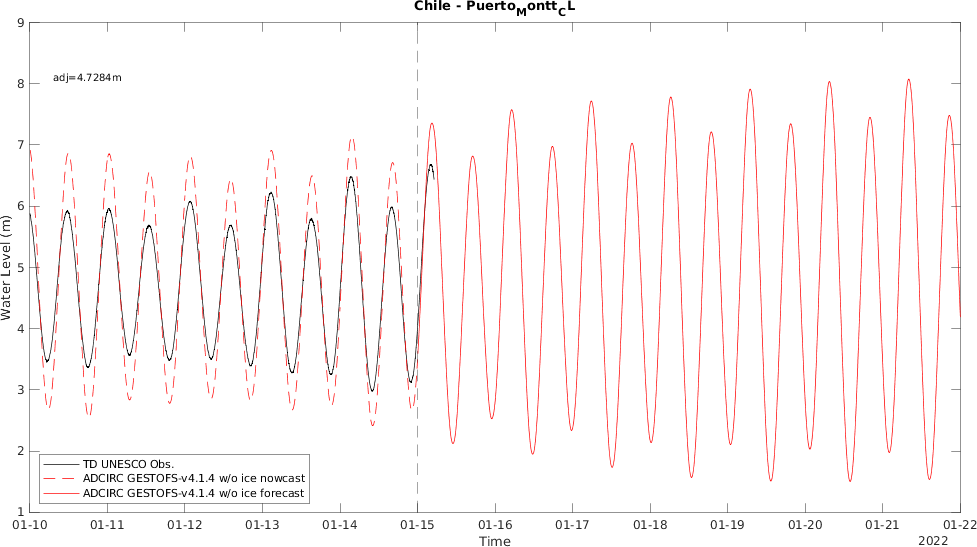 Chile - PuertoMonttCL
9
8
7
6
5
4
3
2
1
adj=4.7284m
Water Level (m)
TD UNESCO Obs.
ADCIRC GESTOFS-v4.1.4 w/o ice nowcast
ADCIRC GESTOFS-v4.1.4 w/o ice forecast
01-10 01-11 01-12 01-13 01-14 01-15 01-16 01-17 01-18 01-19 01-20 01-21 01-22
Time
2022